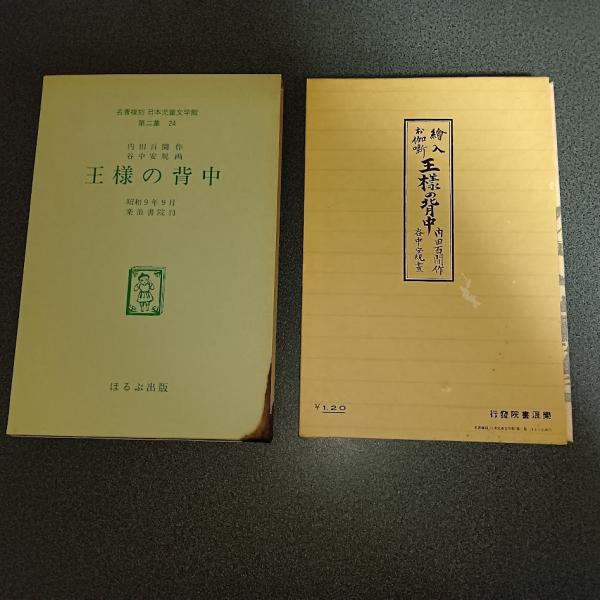 名著複刻 日本児童文学館
第二集 24
内田百閒作
谷中安規画
王様の背中
昭和9年9月
楽浪書院刊
ほるぷ出版
繪入
お伽噺
王様の背中
内田百閒作
谷中安規畫
¥1.20
樂浪書院發行